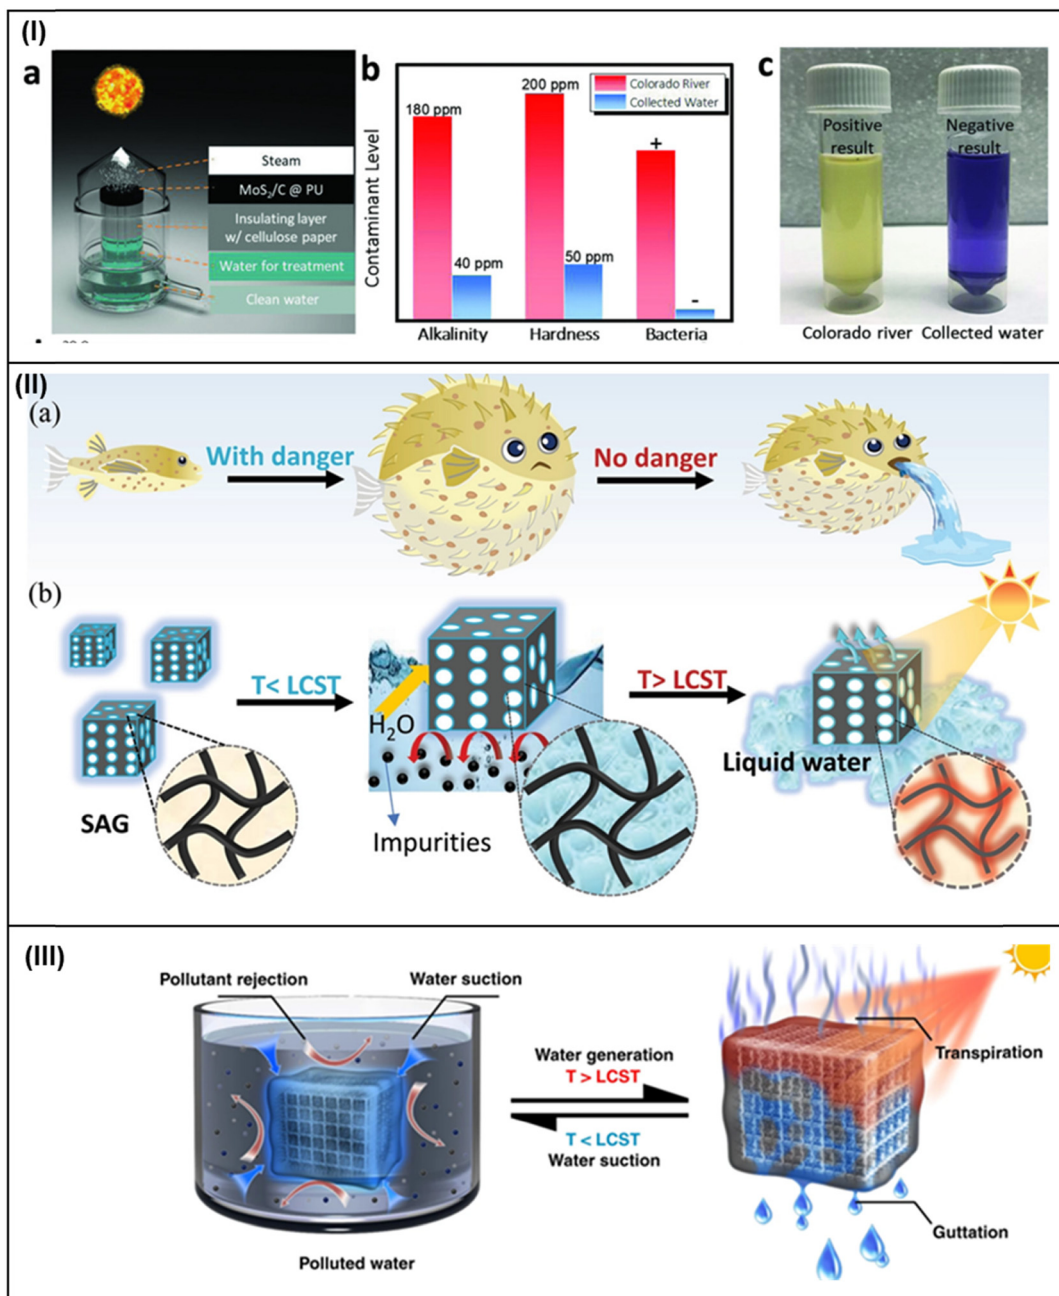 (I)
a
Steam
MoS2/C @ PU
Insulating layer
w/ cellulose paper
Water for treatment
Clean water
b
Contaminant Level
180 ppm
40 ppm
200 ppm
50 ppm
+
-
Colorado River
Collected Water
Alkalinity
Hardness
Bacteria
c
Positive
result
Negative
result
Colorado river
Collected water
(II)
(a)
With danger
No danger
(b)
SAG
T< LCST
H2O
Impurities
T> LCST
Liquid water
(III)
Pollutant rejection
Water suction
Polluted water
Water generation
T > LCST
T < LCST
Water suction
Transpiration
Guttation